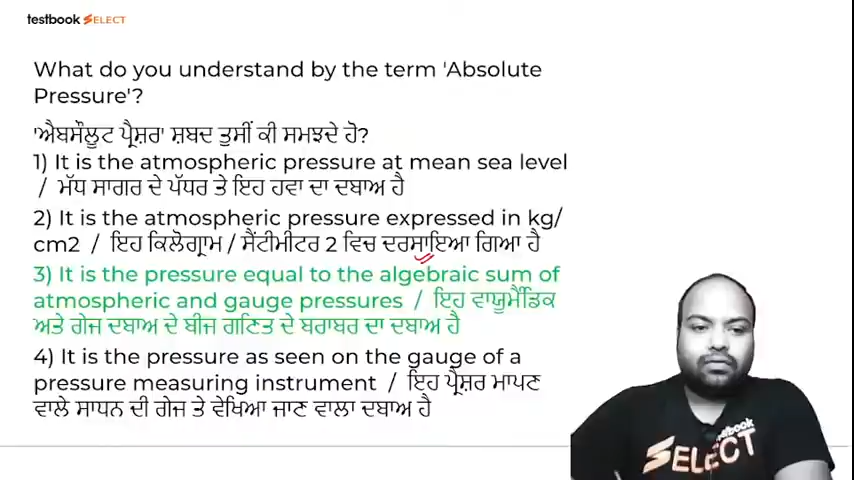 testbook SELECT
What do you understand by the term 'Absolute
Pressure'?
'ਐਬਸੌਲੂਟ ਪ੍ਰੈਸ਼ਰ' ਸ਼ਬਦ ਤੁਸੀਂ ਕੀ ਸਮਝਦੇ ਹੋ?
1) It is the atmospheric pressure at mean sea level
/ ਮੱਧ ਸਾਗਰ ਦੇ ਪੱਧਰ ਤੇ ਇਹ ਹਵਾ ਦਾ ਦਬਾਅ ਹੈ
2) It is the atmospheric pressure expressed in kg/
cm2 / ਇਹ ਕਿਲੋਗ੍ਰਾਮ / ਸੈਂਟੀਮੀਟਰ 2 ਵਿਚ ਦਰਸਾਇਆ ਗਿਆ ਹੈ
3) It is the pressure equal to the algebraic sum of
atmospheric and gauge pressures / ਇਹ ਵਾਯੂਮੈਂਡਿਕ
ਅਤੇ ਗੇਜ ਦਬਾਅ ਦੇ ਬੀਜ ਗਣਿਤ ਦੇ ਬਰਾਬਰ ਦਾ ਦਬਾਅ ਹੈ
4) It is the pressure as seen on the gauge of a
pressure measuring instrument / ਇਹ ਪ੍ਰੈਸ਼ਰ ਮਾਪਣ
ਵਾਲੇ ਸਾਧਨ ਦੀ ਗੇਜ ਤੇ ਵੇਖਿਆ ਜਾਣ ਵਾਲਾ ਦਬਾਅ ਹੈ
testbook
SELECT